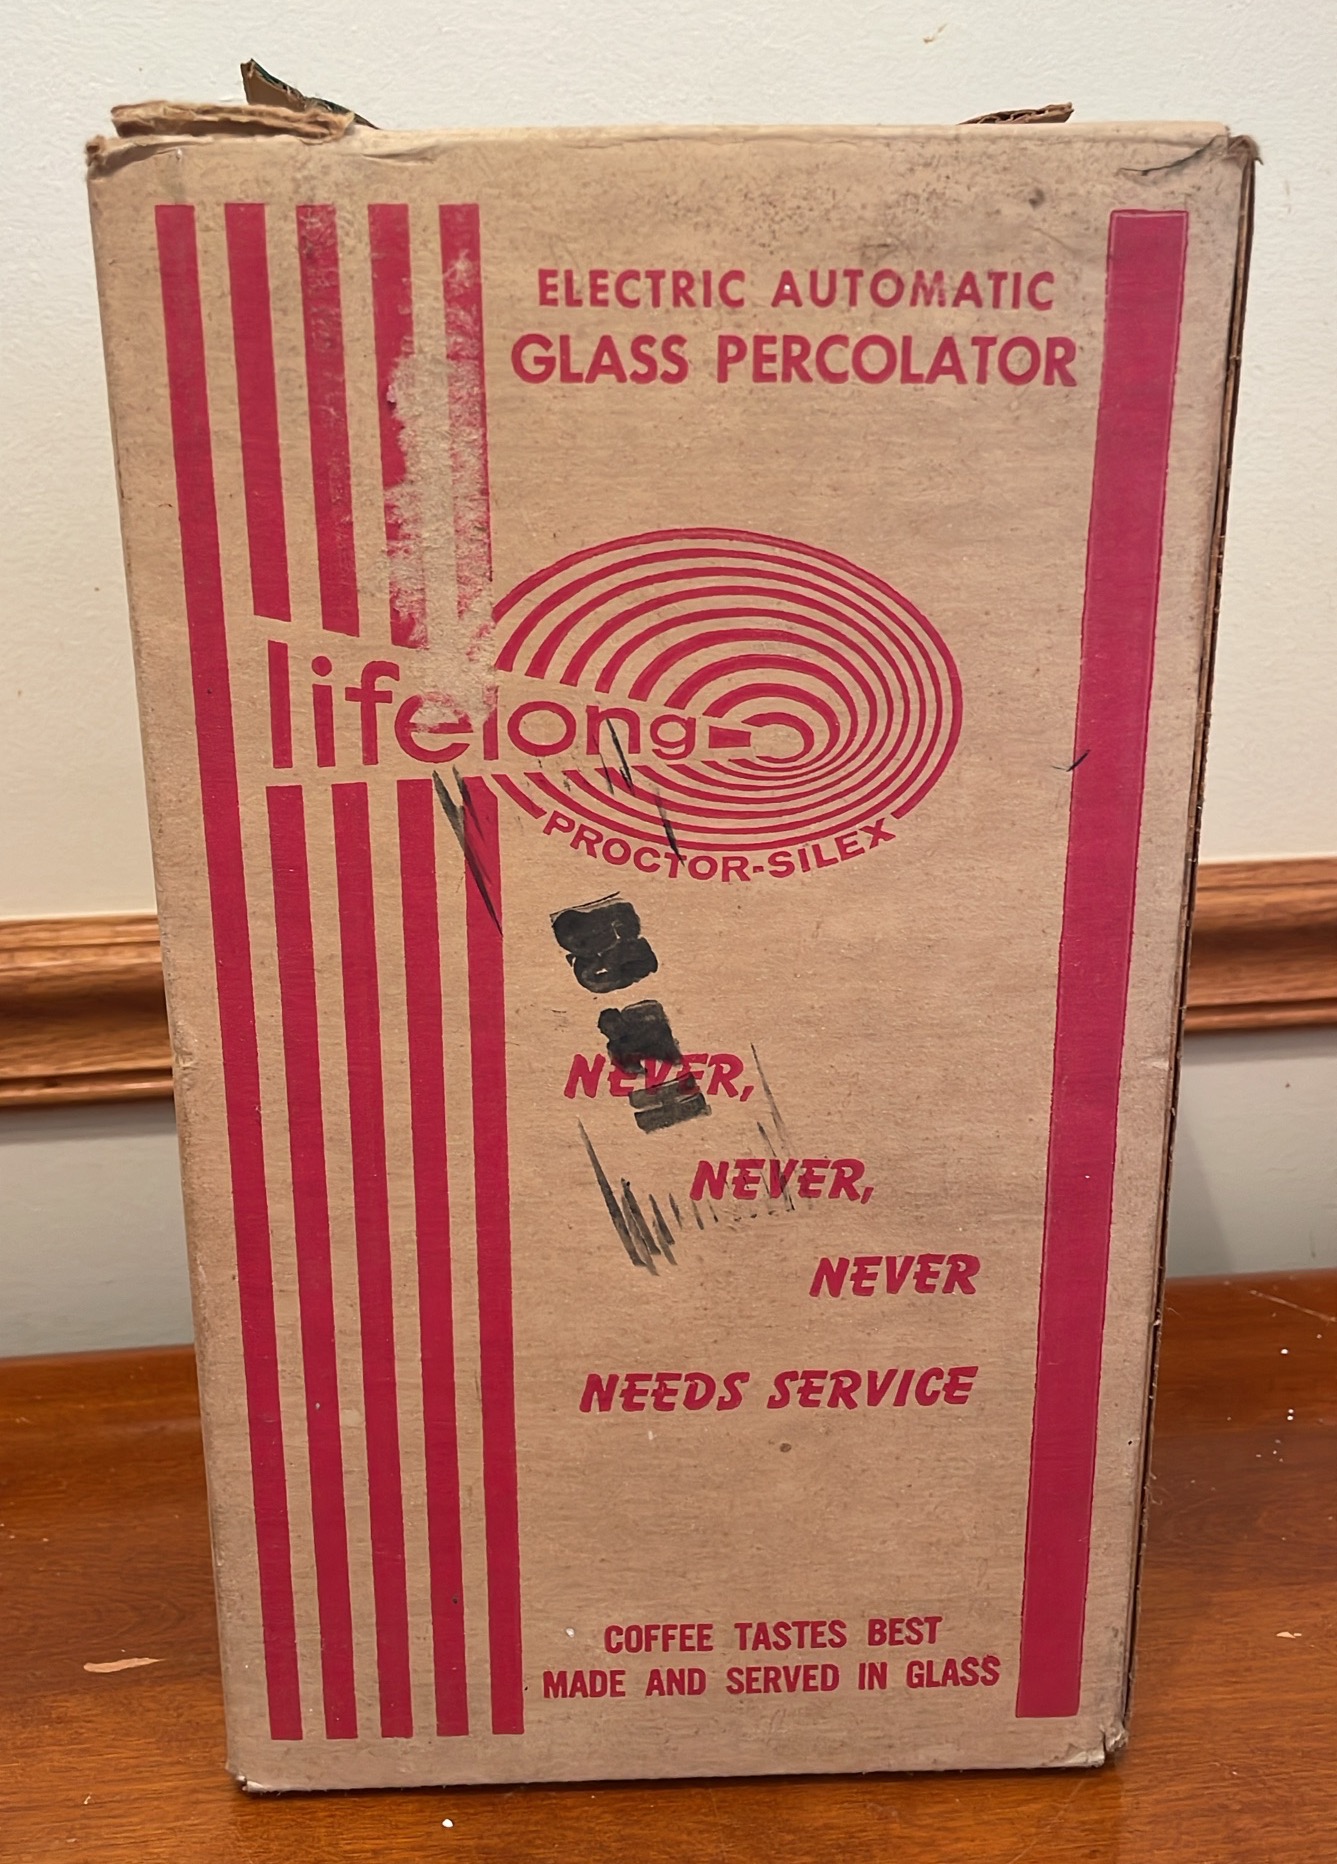 ELECTRIC AUTOMATIC
GLASS PERCOLATOR
lifelong
PROCTOR-SILEX
NEVER,
NEVER,
NEVER
NEEDS SERVICE
COFFEE TASTES BEST
MADE AND SERVED IN GLASS